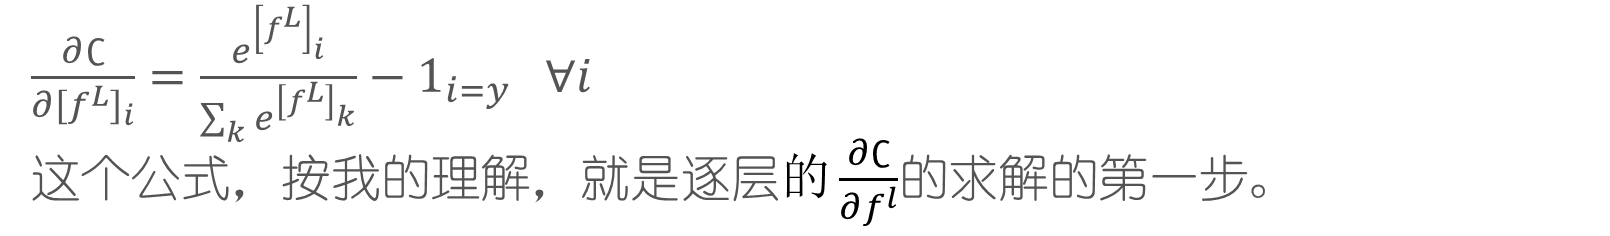 ∂C/∂[f^L]_i = e^{[f^L]_i}/∑_k e^{[f^L]_k} − 1_{i=y} ∀i
这个公式，按我的理解，就是逐层的 ∂C/∂f^l 的求解的第一步。